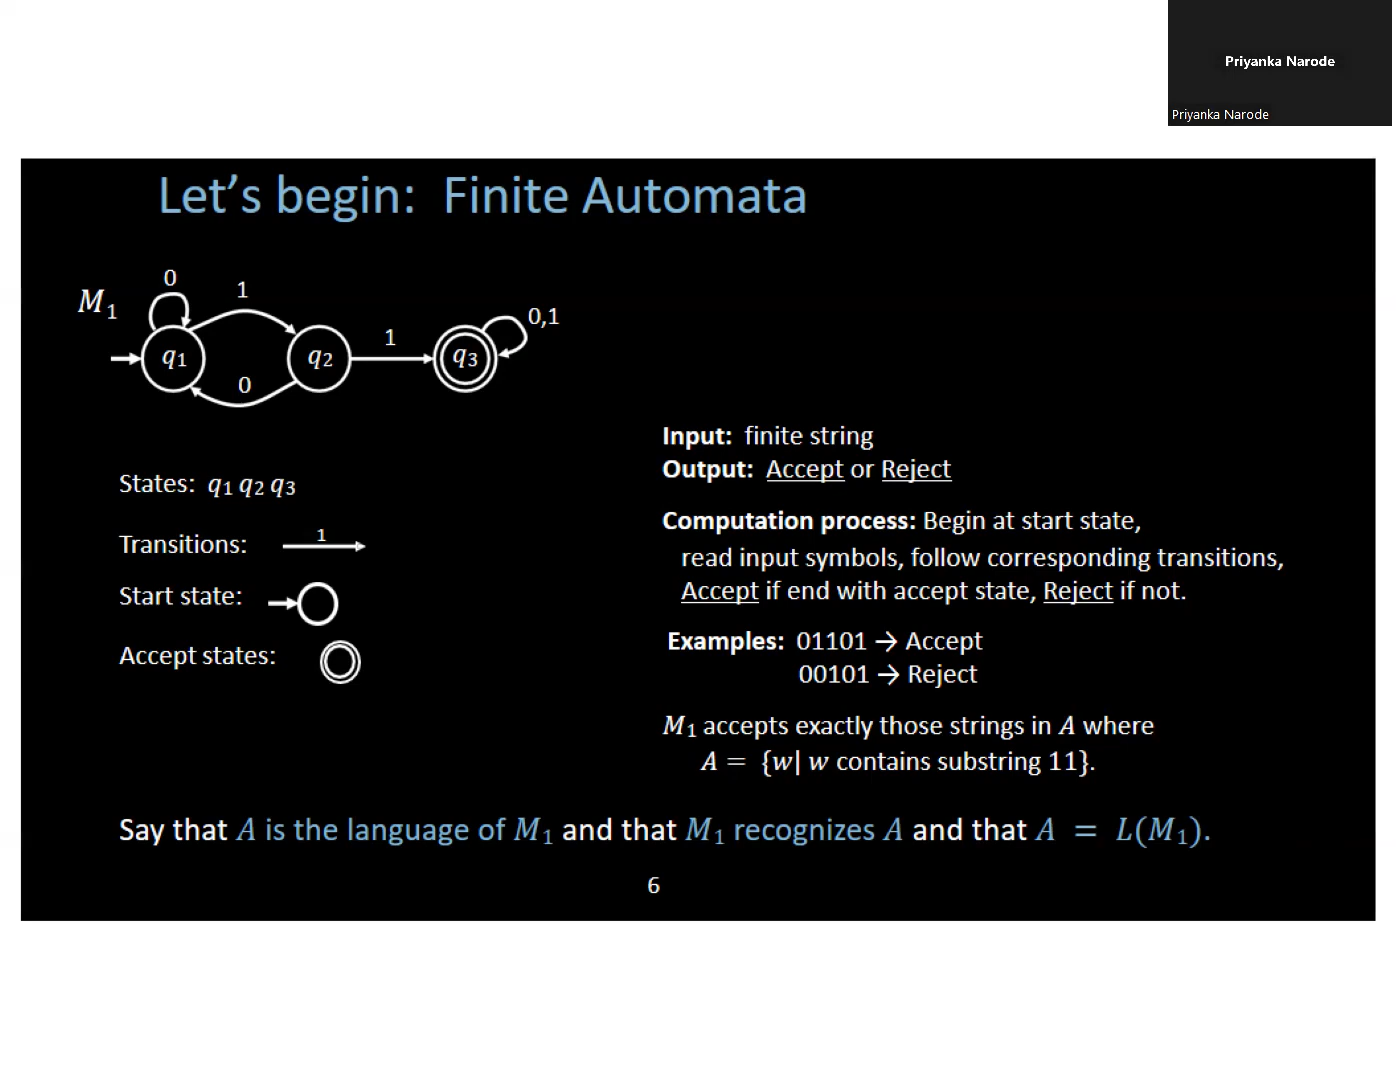 Priyanka Narode
Priyanka Narode
Let's begin: Finite Automata
M1
0
1
0,1
1
q1
q2
q3
0
Input: finite string
Output: Accept or Reject
States: q1 q2 q3
Computation process: Begin at start state,
Transitions: 1
read input symbols, follow corresponding transitions,
Start state:
Accept if end with accept state, Reject if not.
Examples: 01101 → Accept
Accept states:
00101 → Reject
M1 accepts exactly those strings in A where
A = {w| w contains substring 11}.
Say that A is the language of M1 and that M1 recognizes A and that A = L(M1).
6